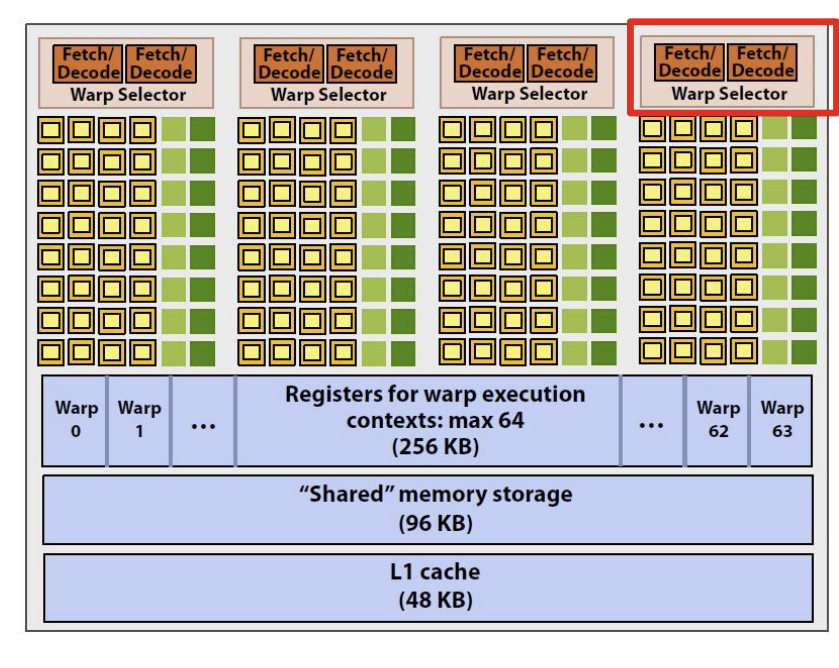 Fetch/ Fetch/
Decode Decode
Warp Selector
Fetch/ Fetch/
Decode Decode
Warp Selector
Fetch/ Fetch/
Decode Decode
Warp Selector
Fetch/ Fetch/
Decode Decode
Warp Selector
Warp
0
Warp
1
...
Registers for warp execution
contexts: max 64
(256 KB)
...
Warp
62
Warp
63
“Shared” memory storage
(96 KB)
L1 cache
(48 KB)